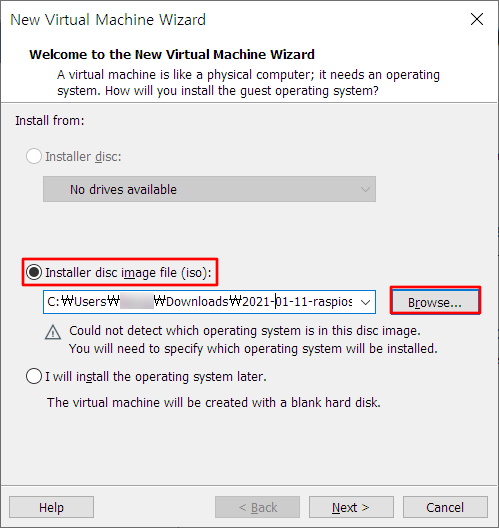 New Virtual Machine Wizard
Welcome to the New Virtual Machine Wizard
A virtual machine is like a physical computer; it needs an operating
system. How will you install the guest operating system?
Install from:
Installer disc:
No drives available
Installer disc image file (iso):
C:₩Users₩ ₩Downloads₩2021-01-11-raspios
Browse...
Could not detect which operating system is in this disc image.
You will need to specify which operating system will be installed.
I will install the operating system later.
The virtual machine will be created with a blank hard disk.
Help
< Back
Next >
Cancel